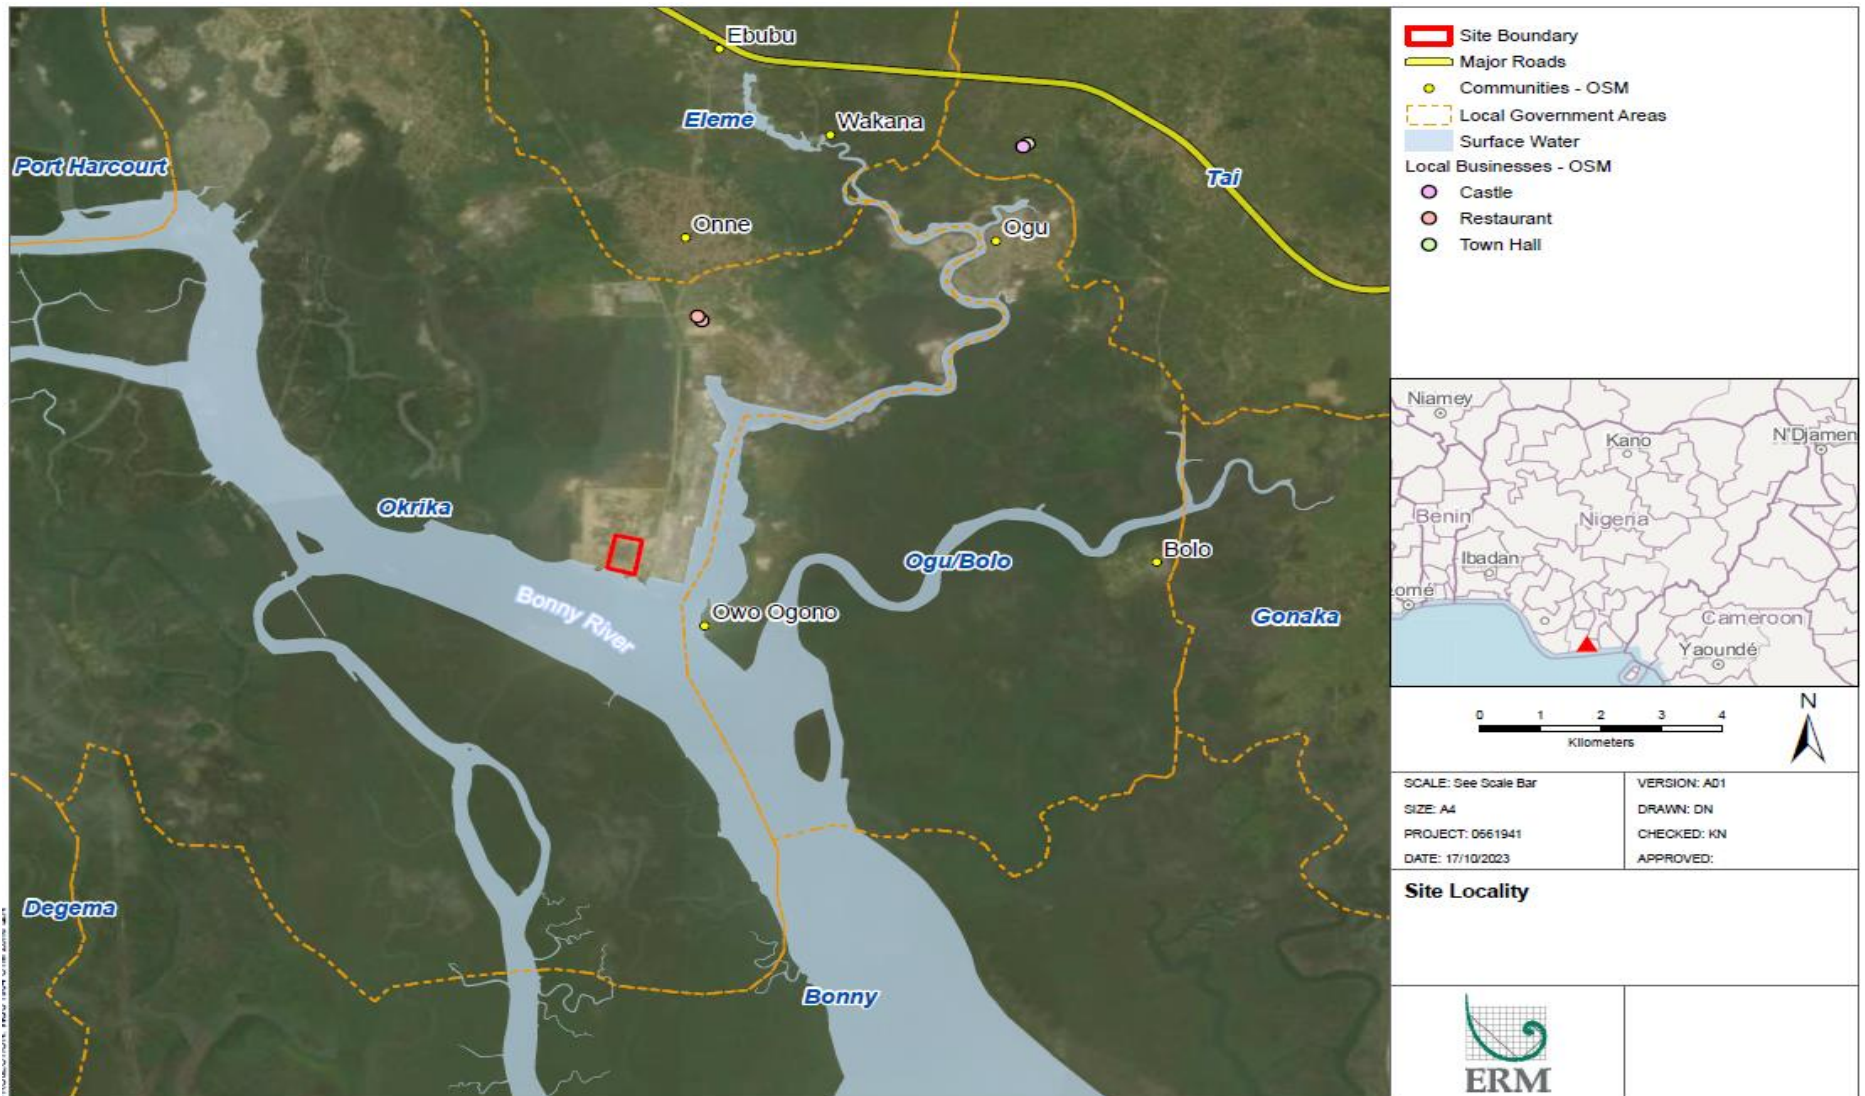 Ebubu
Eleme
Wakana
Port Harcourt
Tai
Onne
Ogu
Okrika
Ogu/Bolo
Bolo
Bonny River
Owo Ogono
Gonaka
Degema
Bonny
Site Boundary
Major Roads
Communities - OSM
Local Government Areas
Surface Water
Local Businesses - OSM
Castle
Restaurant
Town Hall
Niamey
Kano
N'Djamen
Benin
Nigeria
Ibadan
omé
Cameroon
Yaoundé
N
0 1 2 3 4
Kilometers
SCALE: See Scale Bar
VERSION: A01
SIZE: A4
DRAWN: DN
PROJECT: 0661941
CHECKED: KN
DATE: 17/10/2023
APPROVED:
Site Locality
ERM